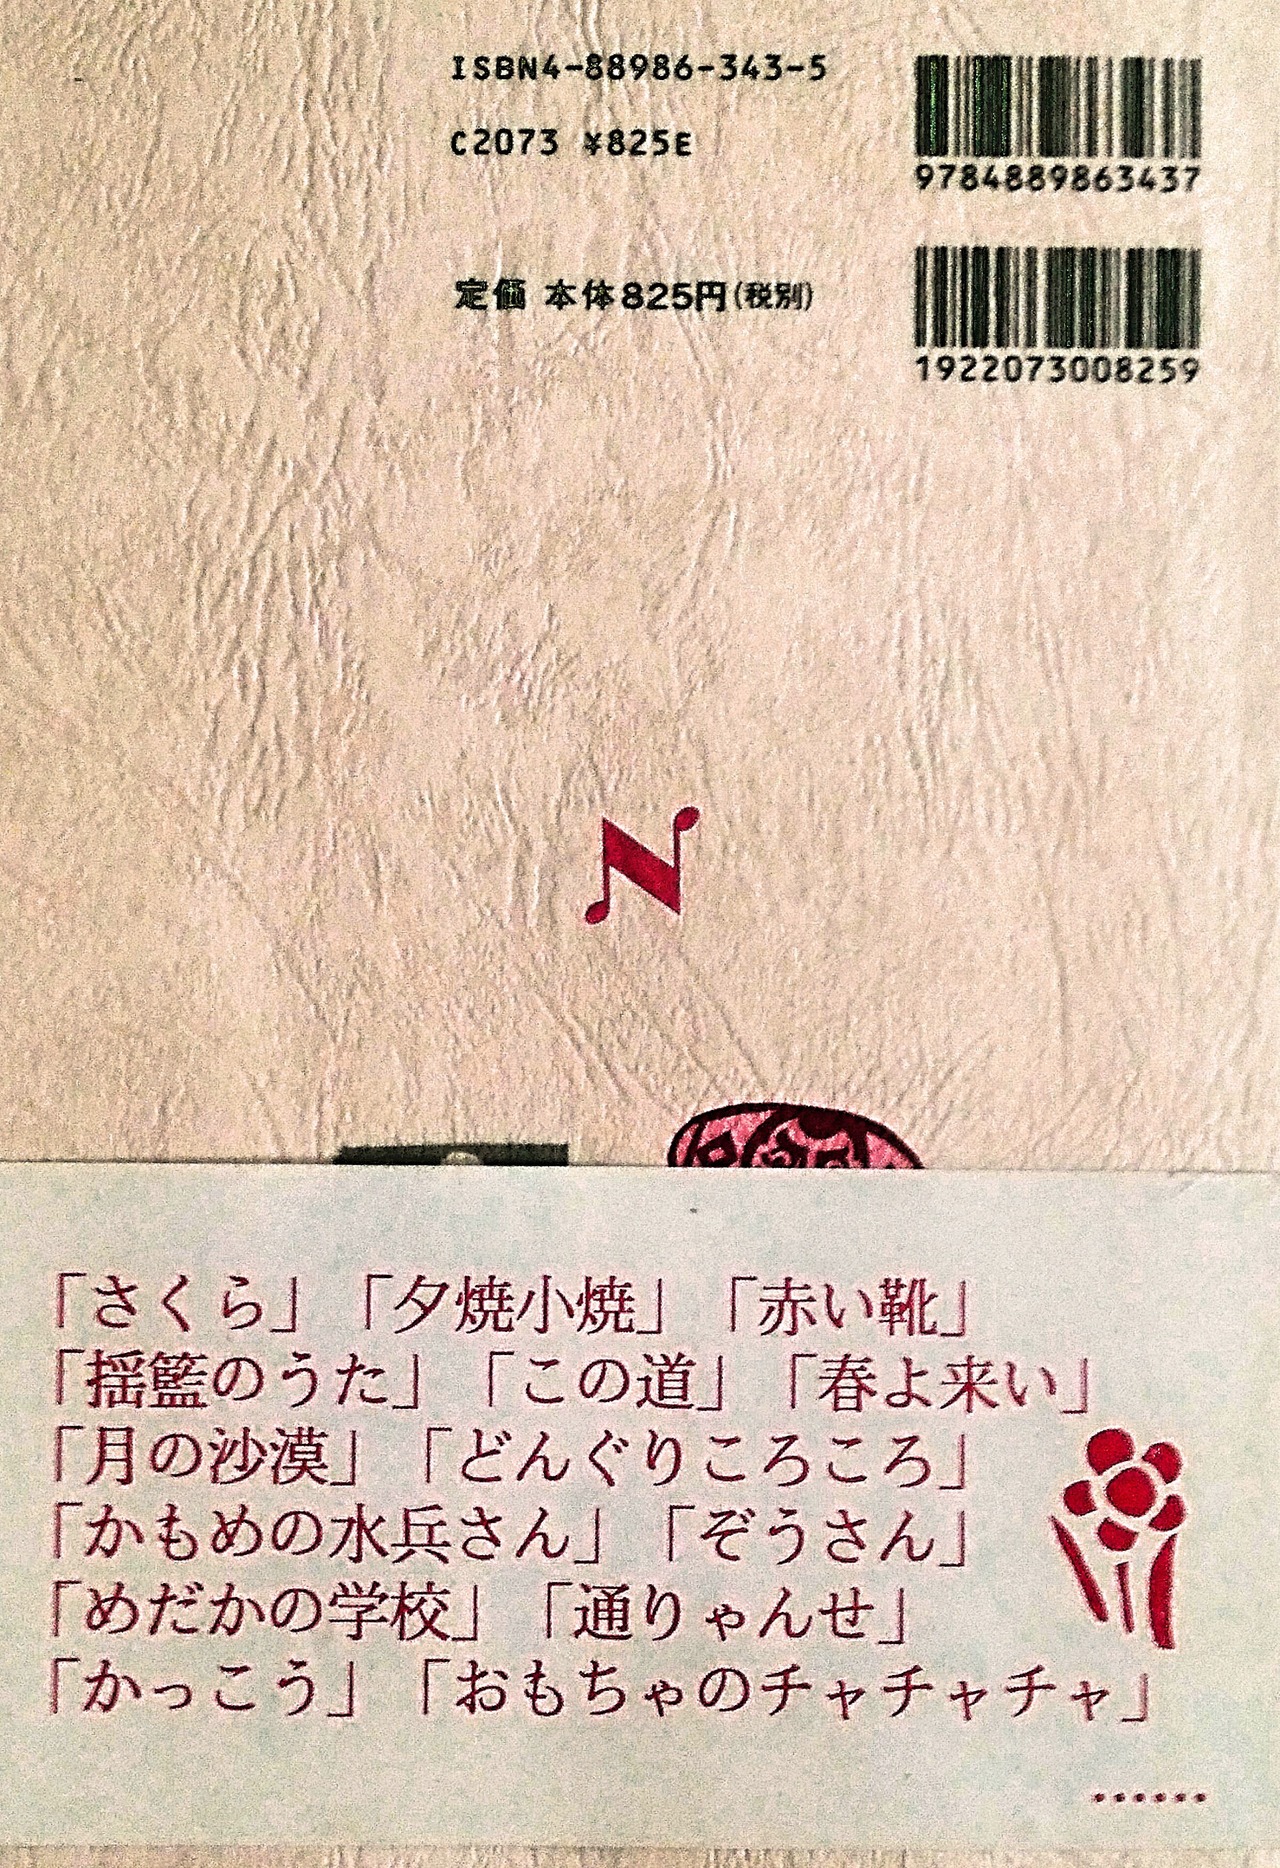 ISBN4-88986-343-5
C2073 ¥825E
9784889863437
定価 本体825円(税別)
1922073008259
N
「さくら」「夕焼小焼」「赤い靴」
「揺籃のうた」「この道」「春よ来い」
「月の沙漠」「どんぐりころころ」
「かもめの水兵さん」「ぞうさん」
「めだかの学校」「通りゃんせ」
「かっこう」「おもちゃのチャチャチャ」
……